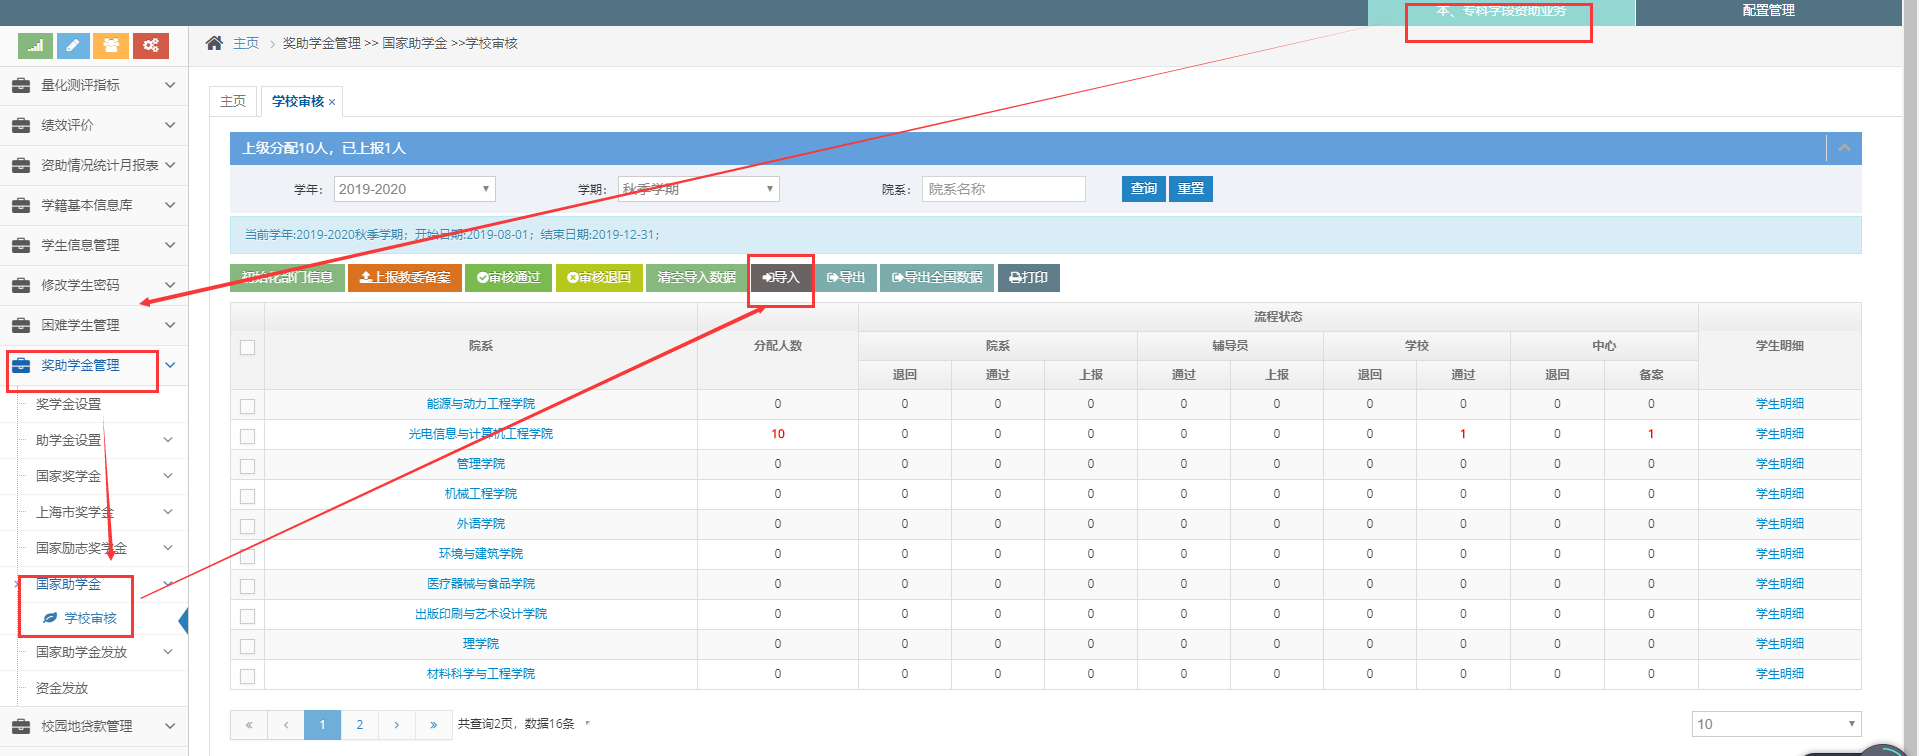 本、专科学段资助业务
配置管理
主页 > 奖助学金管理 >> 国家助学金 >>学校审核
量化测评指标
绩效评价
资助情况统计月报表
学籍基本信息库
学生信息管理
修改学生密码
困难学生管理
奖助学金管理
奖学金设置
助学金设置
国家奖学金
上海市奖学金
国家励志奖学金
国家助学金
学校审核
国家助学金发放
资金发放
校园地贷款管理
主页 学校审核 ×
上级分配10人，已上报1人
学年： 2019-2020 学期： 秋季学期 院系： 院系名称 查询 重置
当前学年:2019-2020秋季学期；开始日期:2019-08-01；结束日期:2019-12-31；
初始化部门信息 上报教委备案 审核通过 审核退回 清空导入数据 导入 导出 导出全国数据 打印
流程状态
院系 分配人数 院系 辅导员 学校 中心 学生明细
退回 通过 上报 通过 上报 退回 通过 退回 备案
能源与动力工程学院 0 0 0 0 0 0 0 0 0 0 学生明细
光电信息与计算机工程学院 10 0 0 0 0 0 0 1 0 1 学生明细
管理学院 0 0 0 0 0 0 0 0 0 0 学生明细
机械工程学院 0 0 0 0 0 0 0 0 0 0 学生明细
外语学院 0 0 0 0 0 0 0 0 0 0 学生明细
环境与建筑学院 0 0 0 0 0 0 0 0 0 0 学生明细
医疗器械与食品学院 0 0 0 0 0 0 0 0 0 0 学生明细
出版印刷与艺术设计学院 0 0 0 0 0 0 0 0 0 0 学生明细
理学院 0 0 0 0 0 0 0 0 0 0 学生明细
材料科学与工程学院 0 0 0 0 0 0 0 0 0 0 学生明细
« ‹ 1 2 › » 共查询2页，数据16条
10